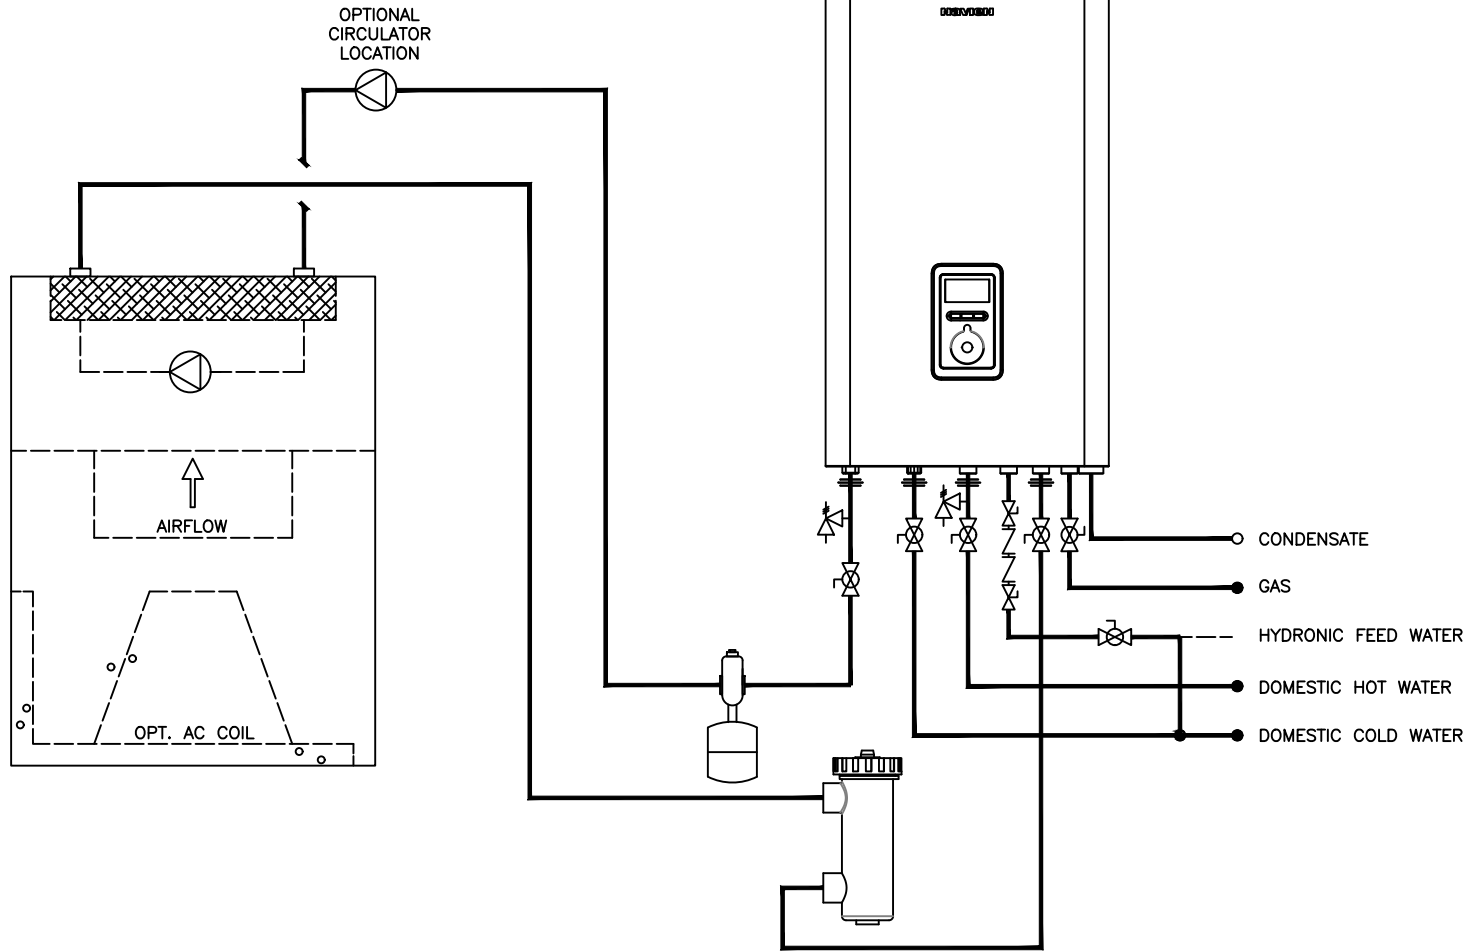 OPTIONAL
CIRCULATOR
LOCATION
AIRFLOW
OPT. AC COIL
CONDENSATE
GAS
HYDRONIC FEED WATER
DOMESTIC HOT WATER
DOMESTIC COLD WATER